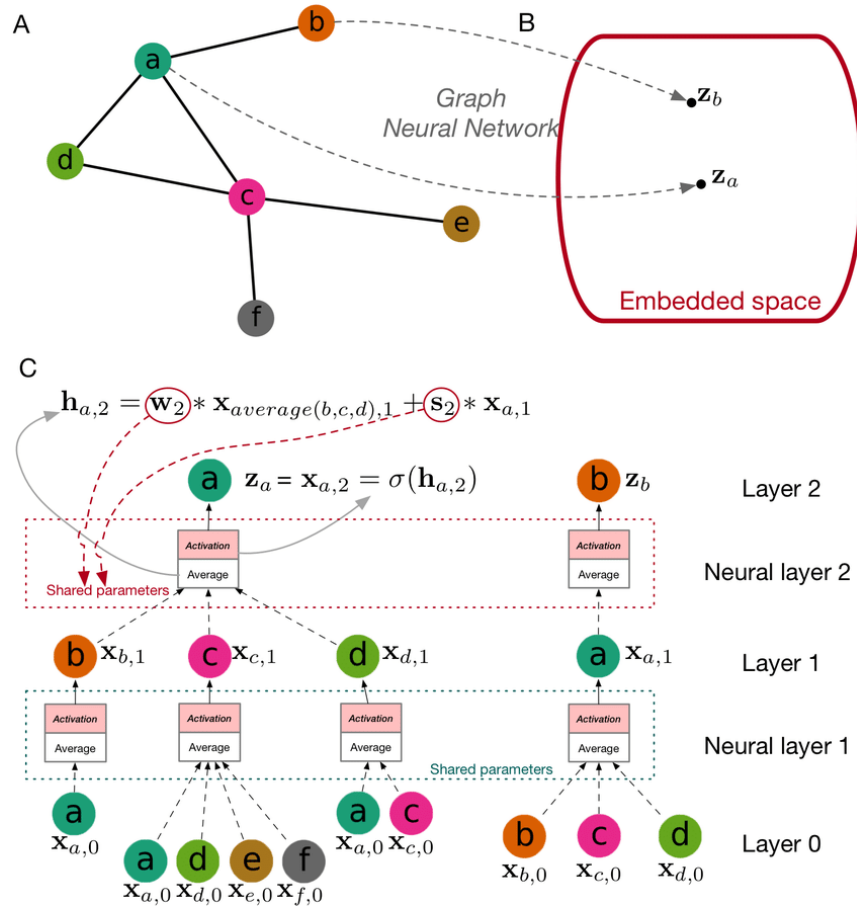 A
B
b
a
z_b
Graph
Neural Network
d
z_a
c
e
Embedded space
f
C
h_{a,2} = w_2 * x_{average(b,c,d),1} + s_2 * x_{a,1}
a z_a = x_{a,2} = σ(h_{a,2}) b z_b Layer 2
Activation Activation
Average Average Neural layer 2
Shared parameters
b x_{b,1} c x_{c,1} d x_{d,1} a x_{a,1} Layer 1
Activation Activation Activation Activation
Average Average Average Average Neural layer 1
Shared parameters
a a c b c d Layer 0
x_{a,0} x_{a,0} x_{c,0} x_{b,0} x_{c,0} x_{d,0}
a d e f
x_{a,0} x_{d,0} x_{e,0} x_{f,0}